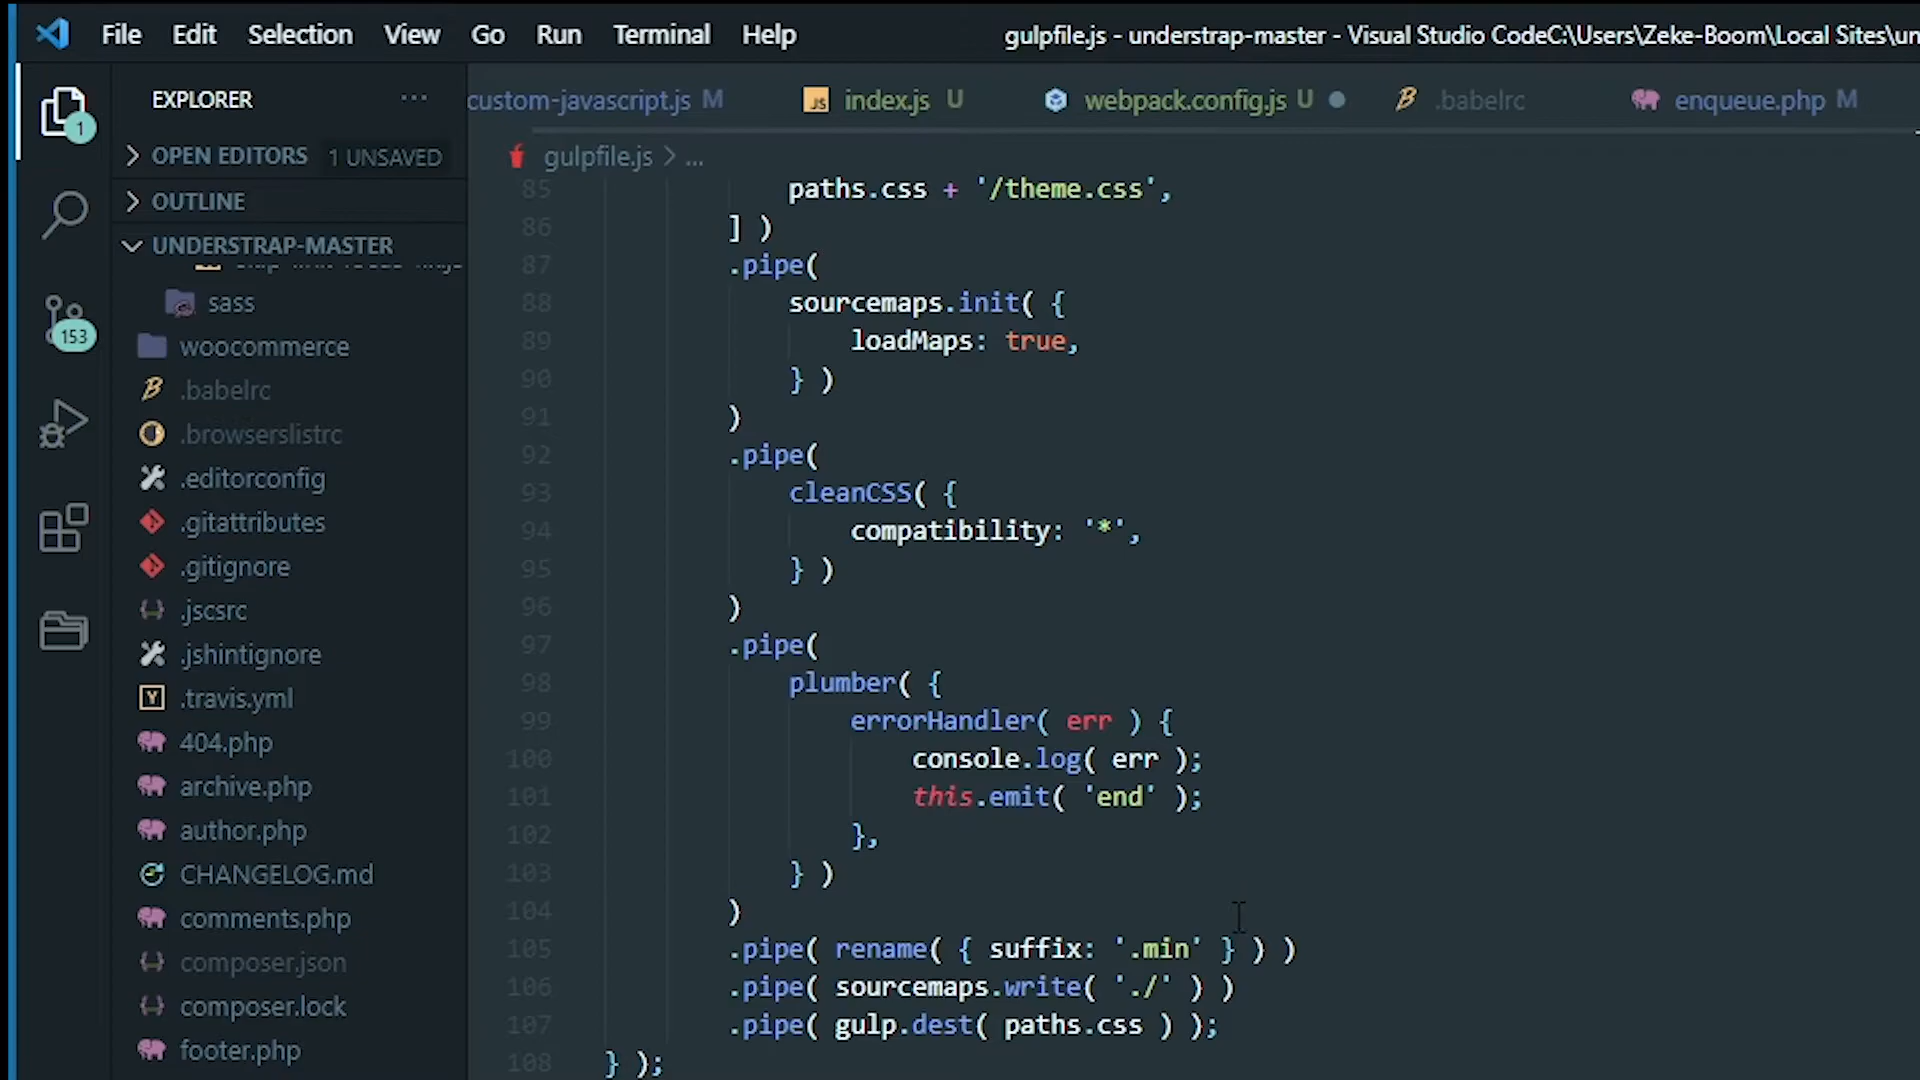 File Edit Selection View Go Run Terminal Help gulpfile.js - understrap-master - Visual Studio CodeC:\Users\Zeke-Boom\Local Sites\un
EXPLORER ...
custom-javascript.js M
JS index.js U
webpack.config.js U
.babelrc
enqueue.php M
1
OPEN EDITORS 1 UNSAVED
OUTLINE
UNDERSTRAP-MASTER
sass
woocommerce
.babelrc
.browserslistrc
.editorconfig
.gitattributes
.gitignore
.jscsrc
.jshintignore
Y .travis.yml
404.php
archive.php
author.php
CHANGELOG.md
comments.php
composer.json
composer.lock
footer.php
153
gulpfile.js > ...
85 paths.css + '/theme.css',
86 ] )
87 .pipe(
88 sourcemaps.init( {
89 loadMaps: true,
90 } )
91 )
92 .pipe(
93 cleanCSS( {
94 compatibility: '*',
95 } )
96 )
97 .pipe(
98 plumber( {
99 errorHandler( err ) {
100 console.log( err );
101 this.emit( 'end' );
102 },
103 } )
104 )
105 .pipe( rename( { suffix: '.min' } ) )
106 .pipe( sourcemaps.write( './' ) )
107 .pipe( gulp.dest( paths.css ) );
108 } );